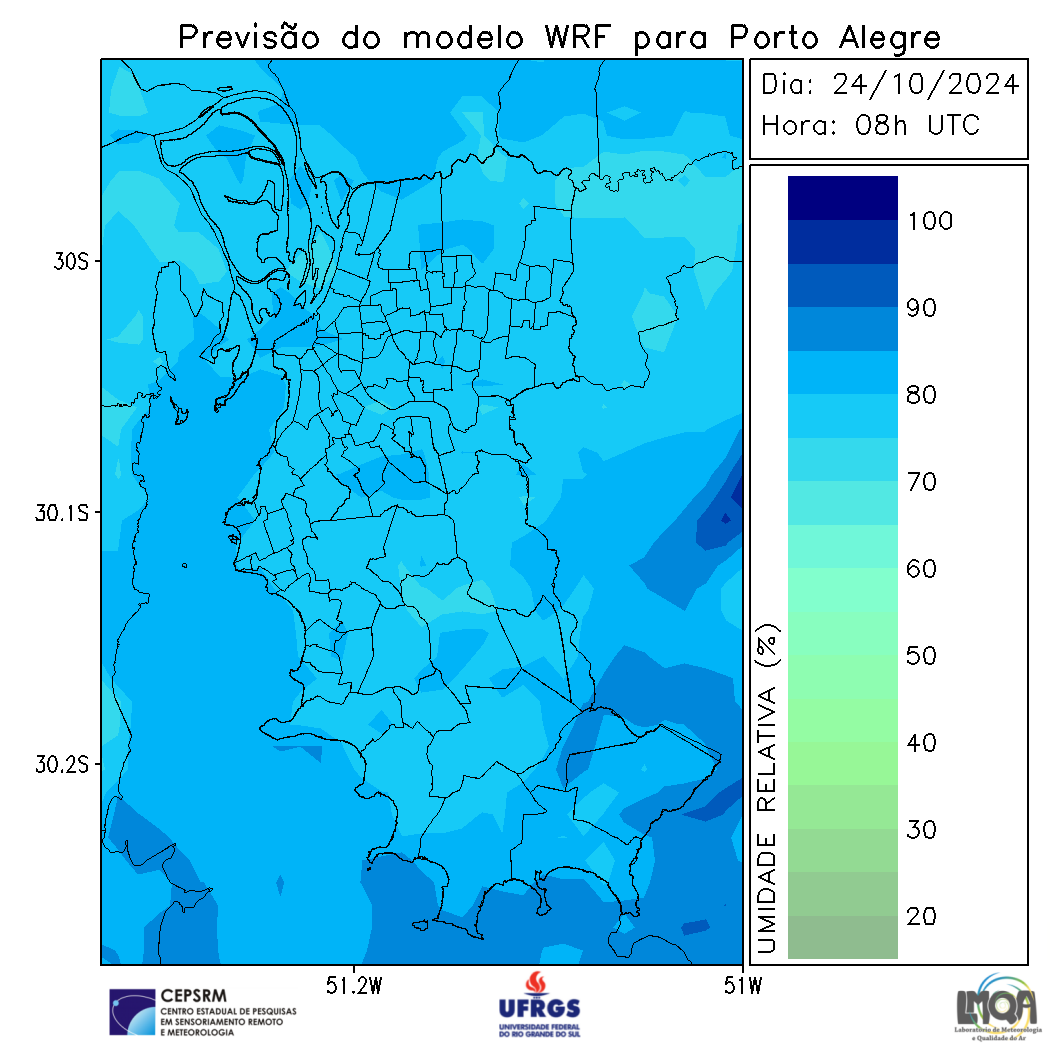 Previsão do modelo WRF para Porto Alegre
Dia: 24/10/2024
Hora: 08h UTC
30S
30.1S
30.2S
51.2W
51W
UMIDADE RELATIVA (%)
100
90
80
70
60
50
40
30
20
CEPSRM
CENTRO ESTADUAL DE PESQUISAS
EM SENSORIAMENTO REMOTO
E METEOROLOGIA
UFRGS
UNIVERSIDADE FEDERAL
DO RIO GRANDE DO SUL
LMQA
Laboratório de Meteorologia
e Qualidade do Ar